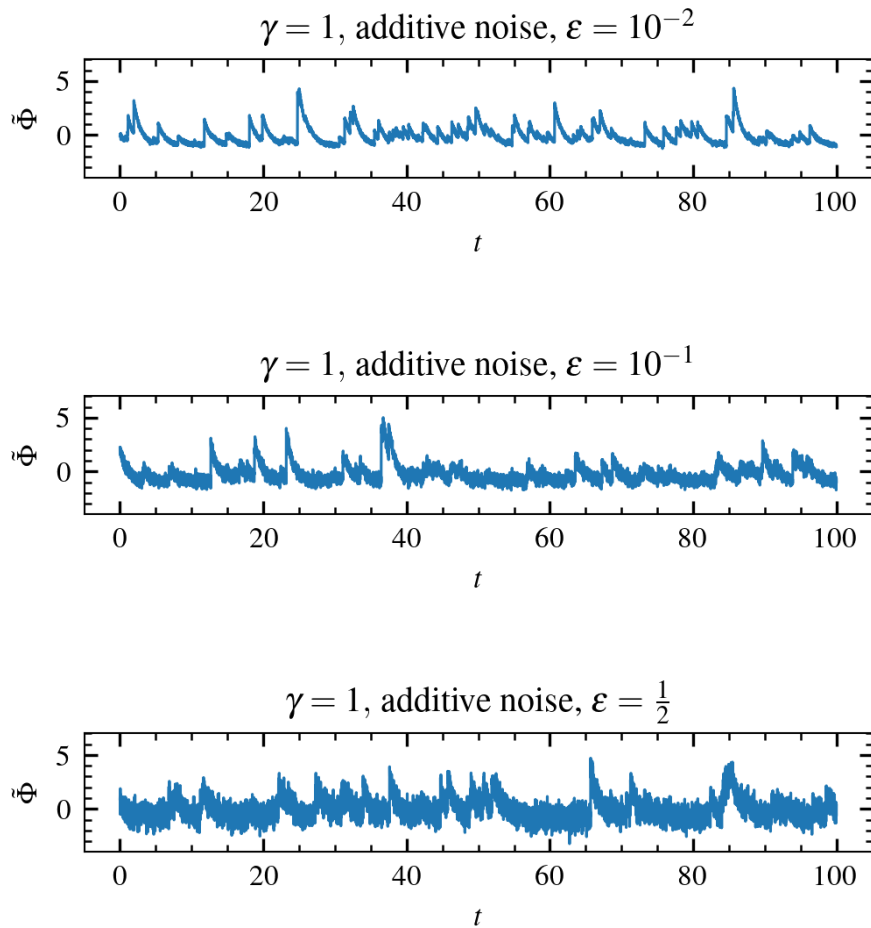 γ = 1, additive noise, ε = 10⁻²
5
0
Φ̃
0 20 40 60 80 100
t
γ = 1, additive noise, ε = 10⁻¹
5
0
Φ̃
0 20 40 60 80 100
t
γ = 1, additive noise, ε = 1/2
5
0
Φ̃
0 20 40 60 80 100
t